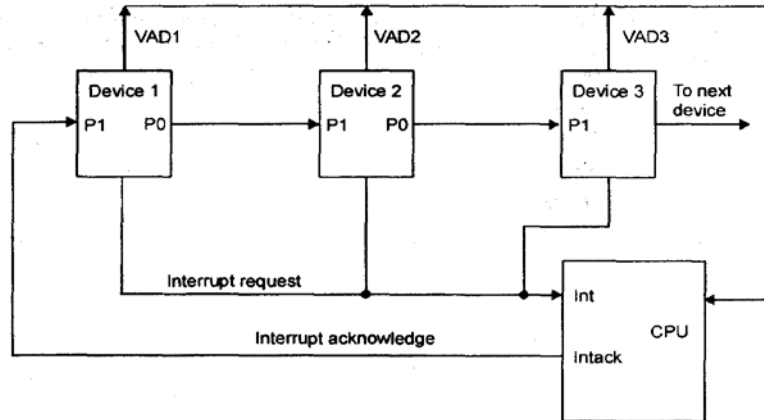 VAD1
VAD2
VAD3
Device 1
Device 2
Device 3
To next
device
P1
P0
P1
P0
P1
Interrupt request
Int
CPU
Interrupt acknowledge
intack